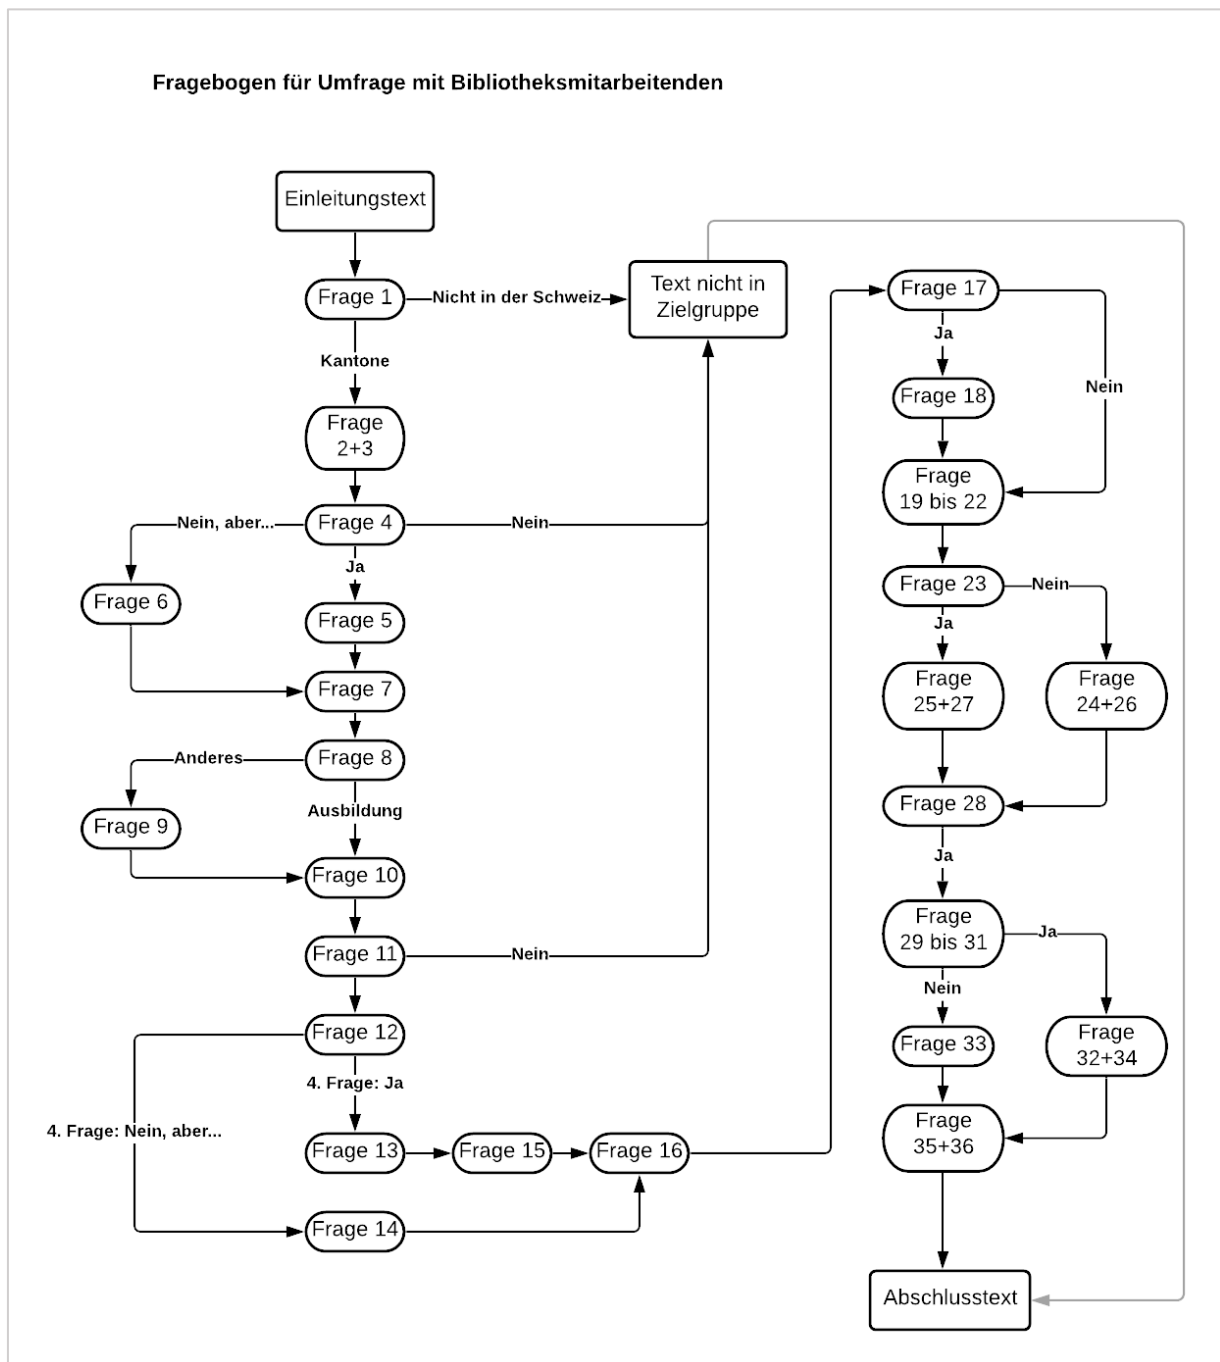 Fragebogen für Umfrage mit Bibliotheksmitarbeitenden
Einleitungstext
Frage 1
Nicht in der Schweiz
Text nicht in
Zielgruppe
Kantone
Frage
2+3
Nein, aber...
Frage 4
Nein
Ja
Frage 6
Frage 5
Frage 7
Anderes
Frage 8
Ausbildung
Frage 9
Frage 10
Frage 11
Nein
Frage 12
4. Frage: Ja
4. Frage: Nein, aber...
Frage 13
Frage 15
Frage 16
Frage 14
Frage 17
Ja
Nein
Frage 18
Frage
19 bis 22
Frage 23
Nein
Ja
Frage
25+27
Frage
24+26
Frage 28
Ja
Frage
29 bis 31
Ja
Nein
Frage 33
Frage
32+34
Frage
35+36
Abschlusstext